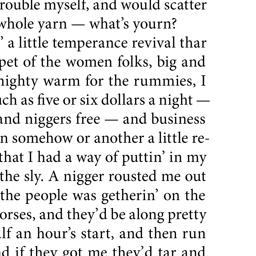 rouble myself, and would scatter
whole yarn — what's yourn?
' a little temperance revival thar
pet of the women folks, big and
mighty warm for the rummies, I
uch as five or six dollars a night —
and niggers free — and business
n somehow or another a little re-
that I had a way of puttin' in my
the sly. A nigger rousted me out
the people was getherin' on the
orses, and they'd be along pretty
lf an hour's start, and then run
d if they got me they'd tar and